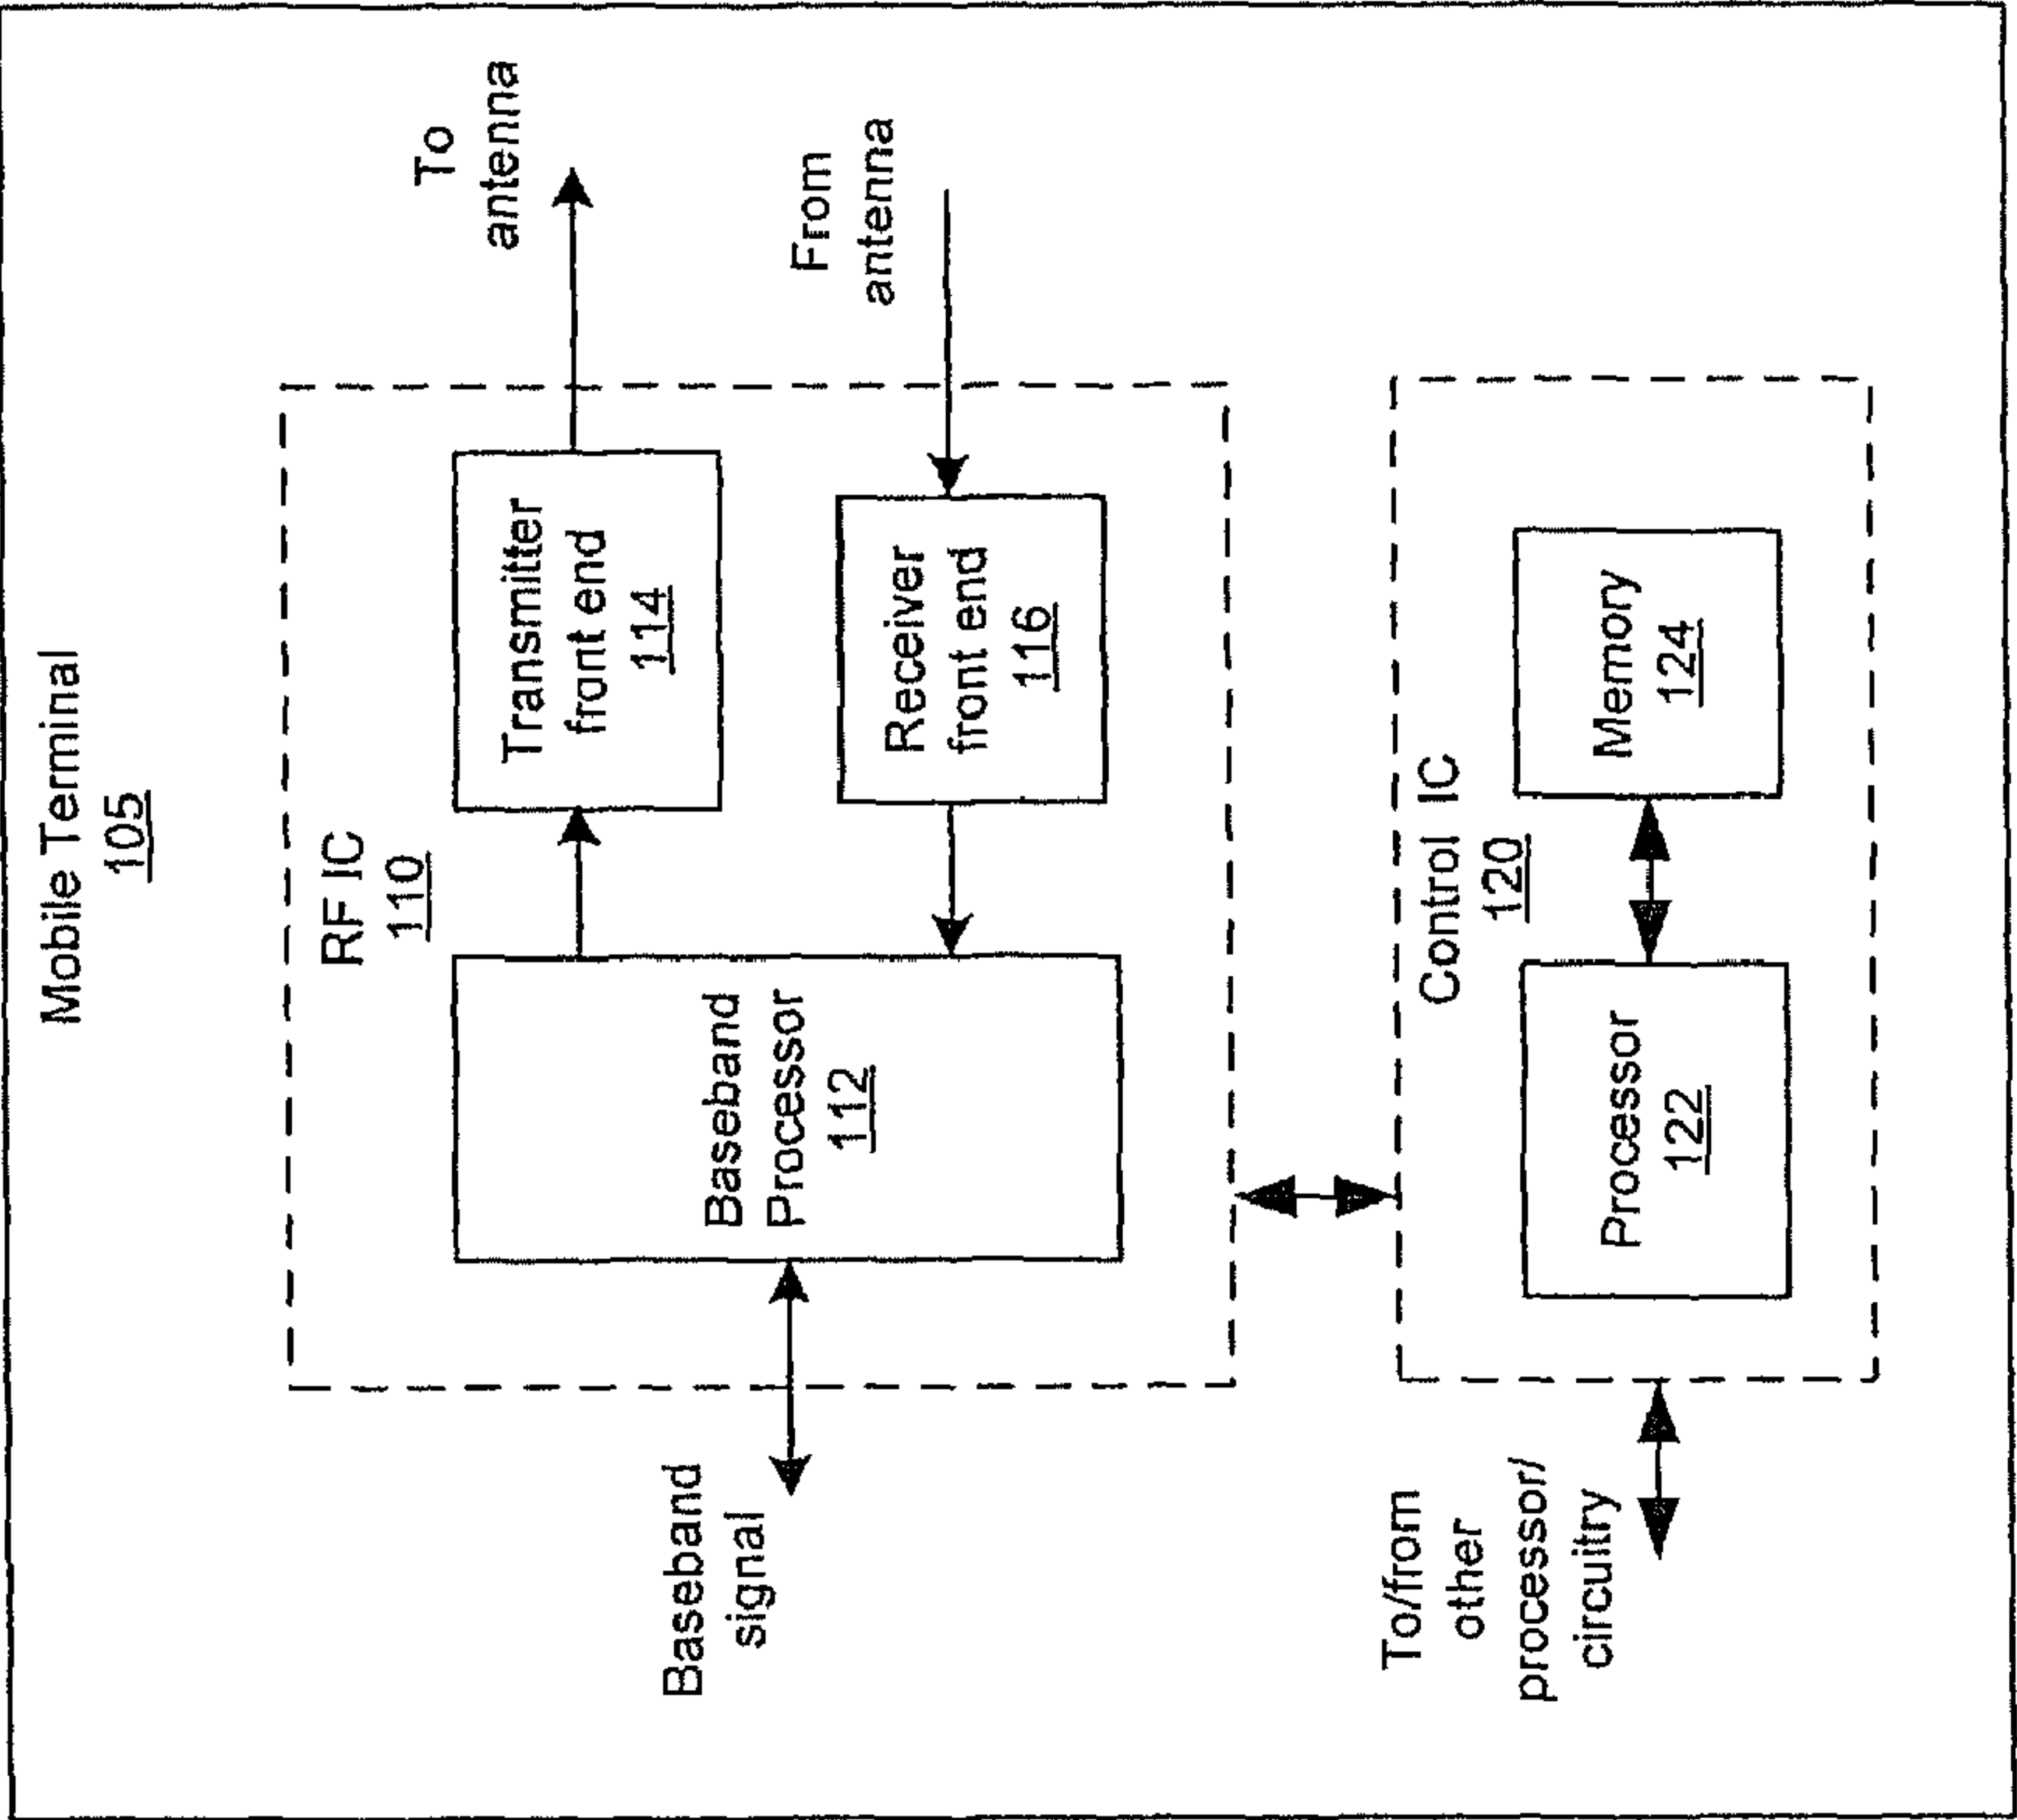 Mobile Terminal
105
RF IC
110
Baseband
signal
Baseband
Processor
112
Transmitter
front end
114
To
antenna
Receiver
front end
116
From
antenna
Control IC
120
To/from
other
processor/
circuitry
Processor
122
Memory
124